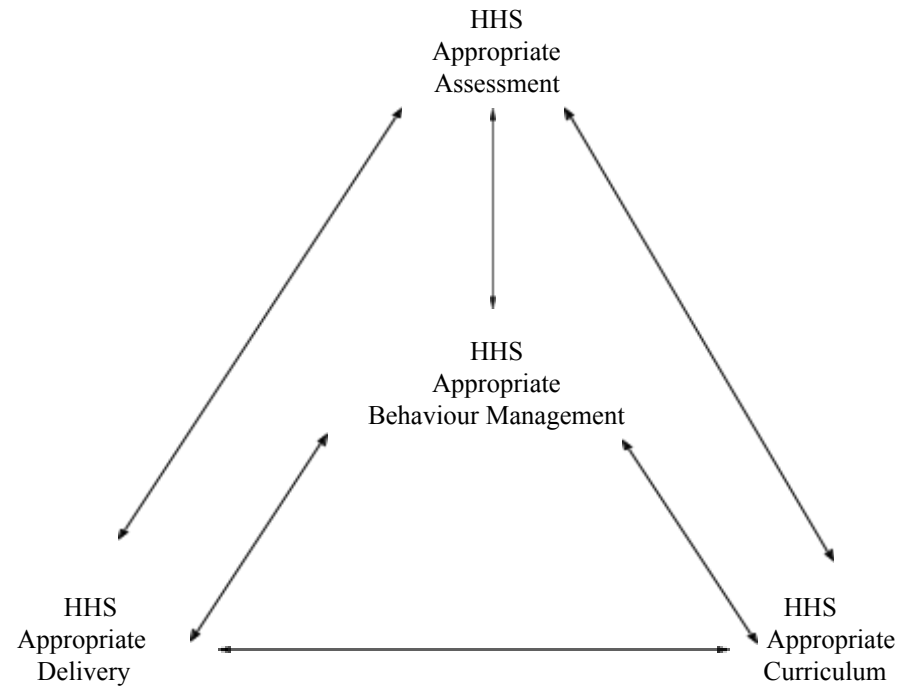 HHS
Appropriate
Assessment
HHS
Appropriate
Behaviour Management
HHS
Appropriate
Delivery
HHS
Appropriate
Curriculum